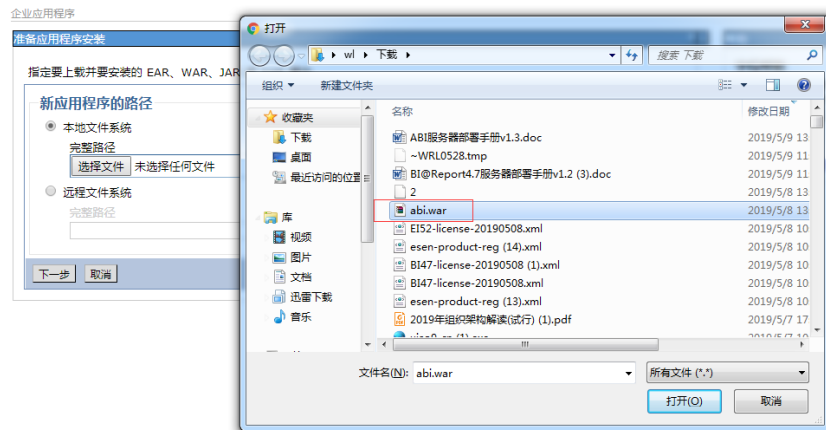 企业应用程序
准备应用程序安装
指定要上载并要安装的 EAR、WAR、JAR
新应用程序的路径
本地文件系统
完整路径
选择文件 未选择任何文件
远程文件系统
完整路径
下一步 取消
打开
wl 下载
搜索 下载
组织 新建文件夹
收藏夹
下载
桌面
最近访问的位置
库
视频
图片
文档
迅雷下载
音乐
名称 修改日期
ABI服务器部署手册v1.3.doc 2019/5/9 13
~WRL0528.tmp 2019/5/9 11
BI@Report4.7服务器部署手册v1.2 (3).doc 2019/5/9 11
2 2019/5/8 13
abi.war 2019/5/8 13
EI52-license-20190508.xml 2019/5/8 10
esen-product-reg (14).xml 2019/5/8 10
BI47-license-20190508 (1).xml 2019/5/8 10
BI47-license-20190508.xml 2019/5/8 10
esen-product-reg (13).xml 2019/5/8 10
2019年组织架构解读(试行) (1).pdf 2019/5/7 17
文件名(N): abi.war 所有文件 (*.*)
打开(O) 取消